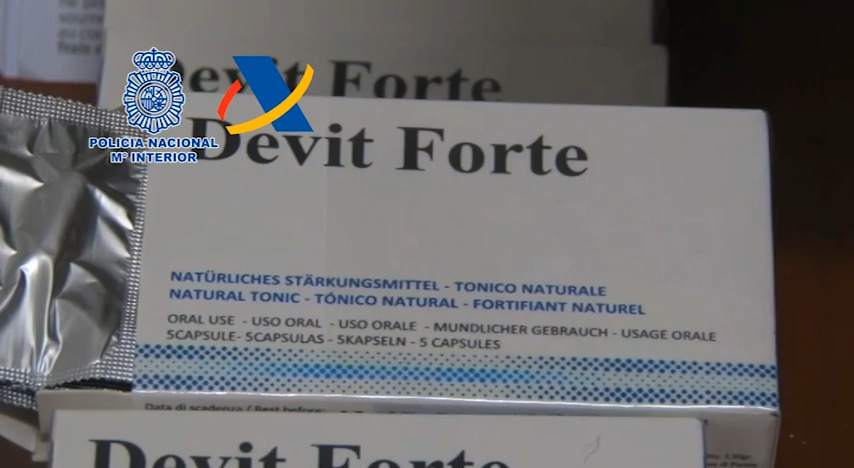 Devit Forte
POLICIA NACIONAL
Mº INTERIOR
Devit Forte
NATÜRLICHES STÄRKUNGSMITTEL - TONICO NATURALE
NATURAL TONIC - TÓNICO NATURAL - FORTIFIANT NATUREL
ORAL USE - USO ORAL - USO ORALE - MUNDLICHER GEBRAUCH - USAGE ORALE
5CAPSULE- 5CAPSULAS - 5KAPSELN - 5 CAPSULES
Data di scadenza / Best before:
Devit Forte